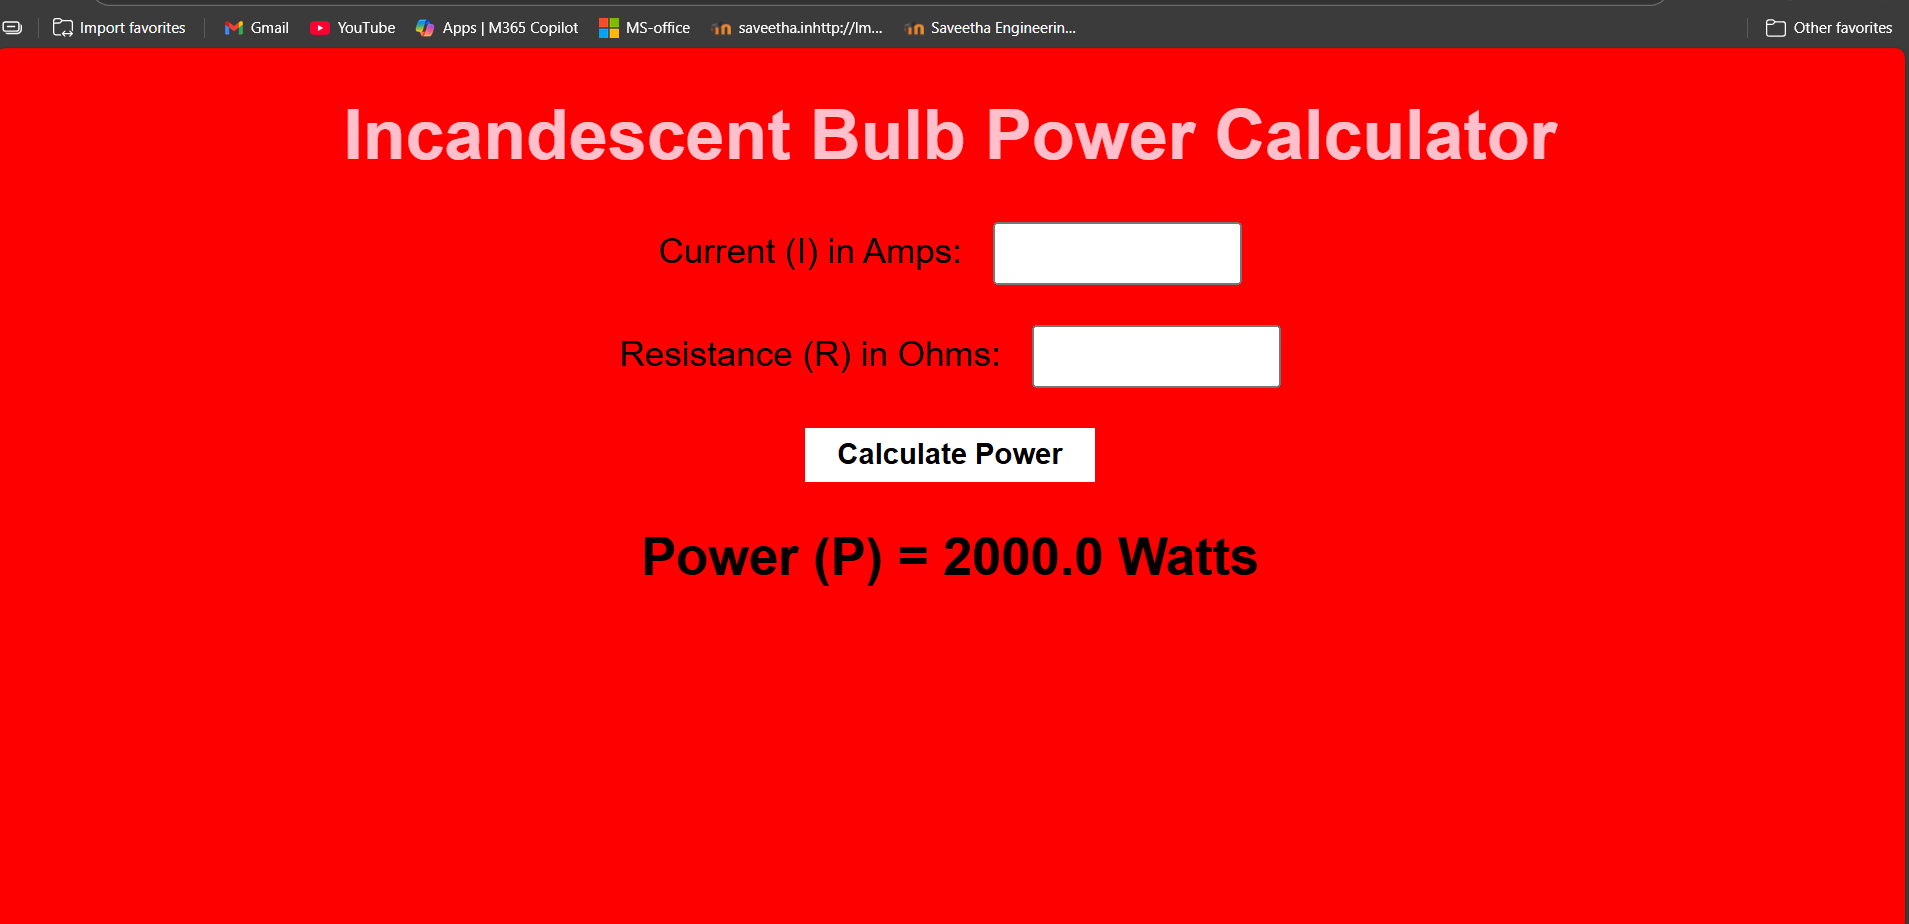 Import favorites Gmail YouTube Apps | M365 Copilot MS-office saveetha.inhttp://lm... Saveetha Engineerin... Other favorites
Incandescent Bulb Power Calculator
Current (I) in Amps:
Resistance (R) in Ohms:
Calculate Power
Power (P) = 2000.0 Watts